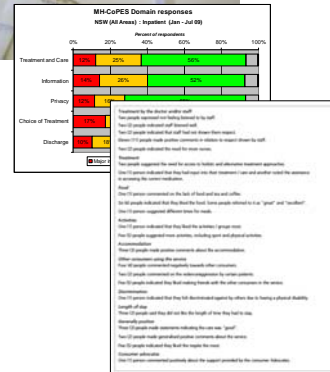 MH-CoPES Domain responses
NSW (All Areas) : Inpatient (Jan - Jul 09)
Percent of respondents
0% 20% 40% 60% 80% 100%
Treatment and Care 12% 25% 56%
Information 14% 26% 52%
Privacy 12%
Choice of Treatment 17%
Discharge
Major
Treatment by the doctor and/or staff
Two people expressed not feeling listened to by staff.
Two (2) people indicated staff listened well.
Two (2) people indicated that staff had not shown them respect.
Eleven (11) people made positive comments in relation to respect shown by staff.
Two (2) people indicated the need for more nurses.
Treatment
Two people suggested the need for access to holistic and alternative treatment approaches.
One (1) person indicated they had input into their treatment / care and another noted the assistance
in accessing the correct medication.
Food
One (1) person commented on the lack of food and tea and coffee.
Six (6) people indicated that they liked the food. Some people referred to it as "great" and "excellent".
One (1) person suggested different times for meals.
Activities
One (1) person indicated that they liked the activities / groups most.
Five (5) people suggested more activities, including sport and physical activities.
Accommodation
Three (3) people made positive comments about the accommodation.
Other consumers using the service
Four (4) people commented negatively towards other consumers.
Two (2) people commented on the violence/aggression by certain patients.
Five (5) people indicated they liked making friends with the other consumers in the service.
Discrimination
One (1) person indicated that they felt discriminated against by others due to having a physical disability.
Length of stay
Three (3) people said they did not like the length of time they had to stay.
Generally positive
Three (3) people made statements indicating the care was "good".
Two (2) people made generalised positive comments about the service.
Five (5) people indicated they liked the respite the most.
Consumer advocate
One (1) person commented positively about the support provided by the Consumer Advocates.